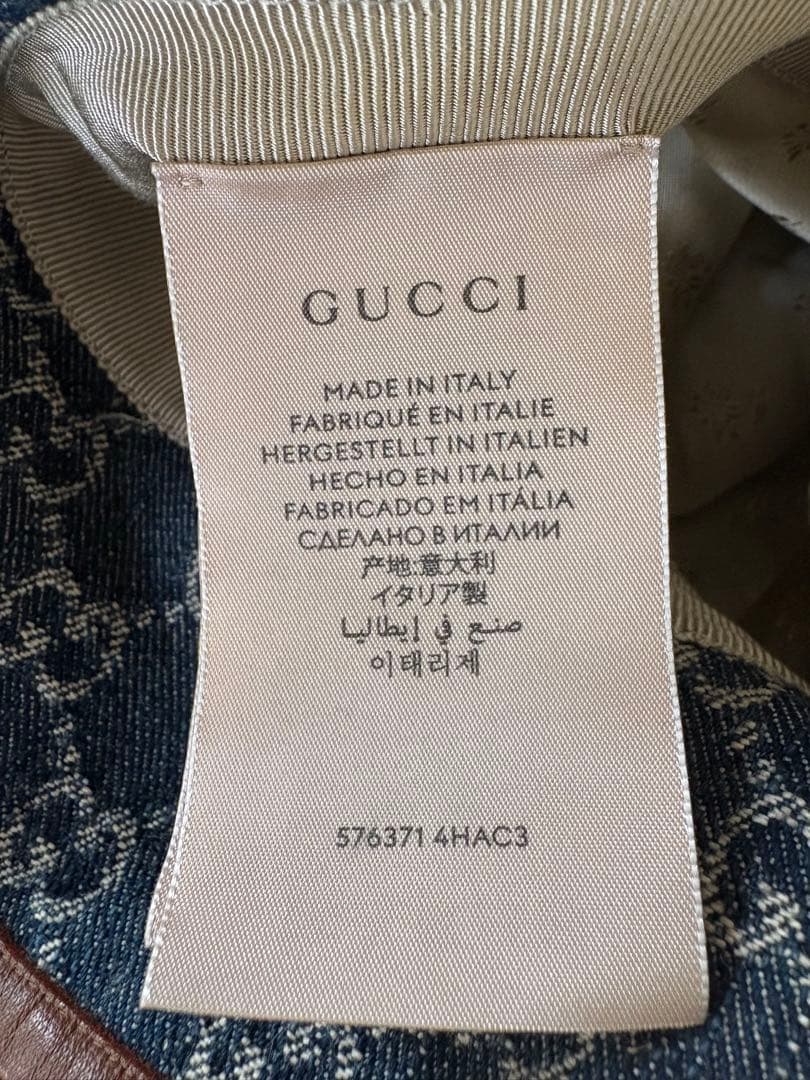 GUCCI
MADE IN ITALY
FABRIQUÉ EN ITALIE
HERGESTELLT IN ITALIEN
HECHO EN ITALIA
FABRICADO EM ITÁLIA
СДЕЛАНО В ИТАЛИИ
产地:意大利
イタリア製
صنع في إيطاليا
이태리제
576371 4HAC3